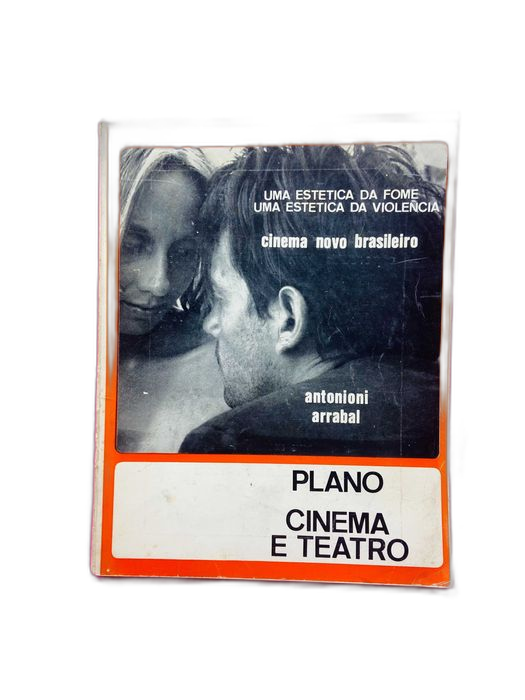 UMA ESTETICA DA FOME
UMA ESTETICA DA VIOLENCIA
cinema novo brasileiro
antonioni
arrabal
PLANO
CINEMA
E TEATRO